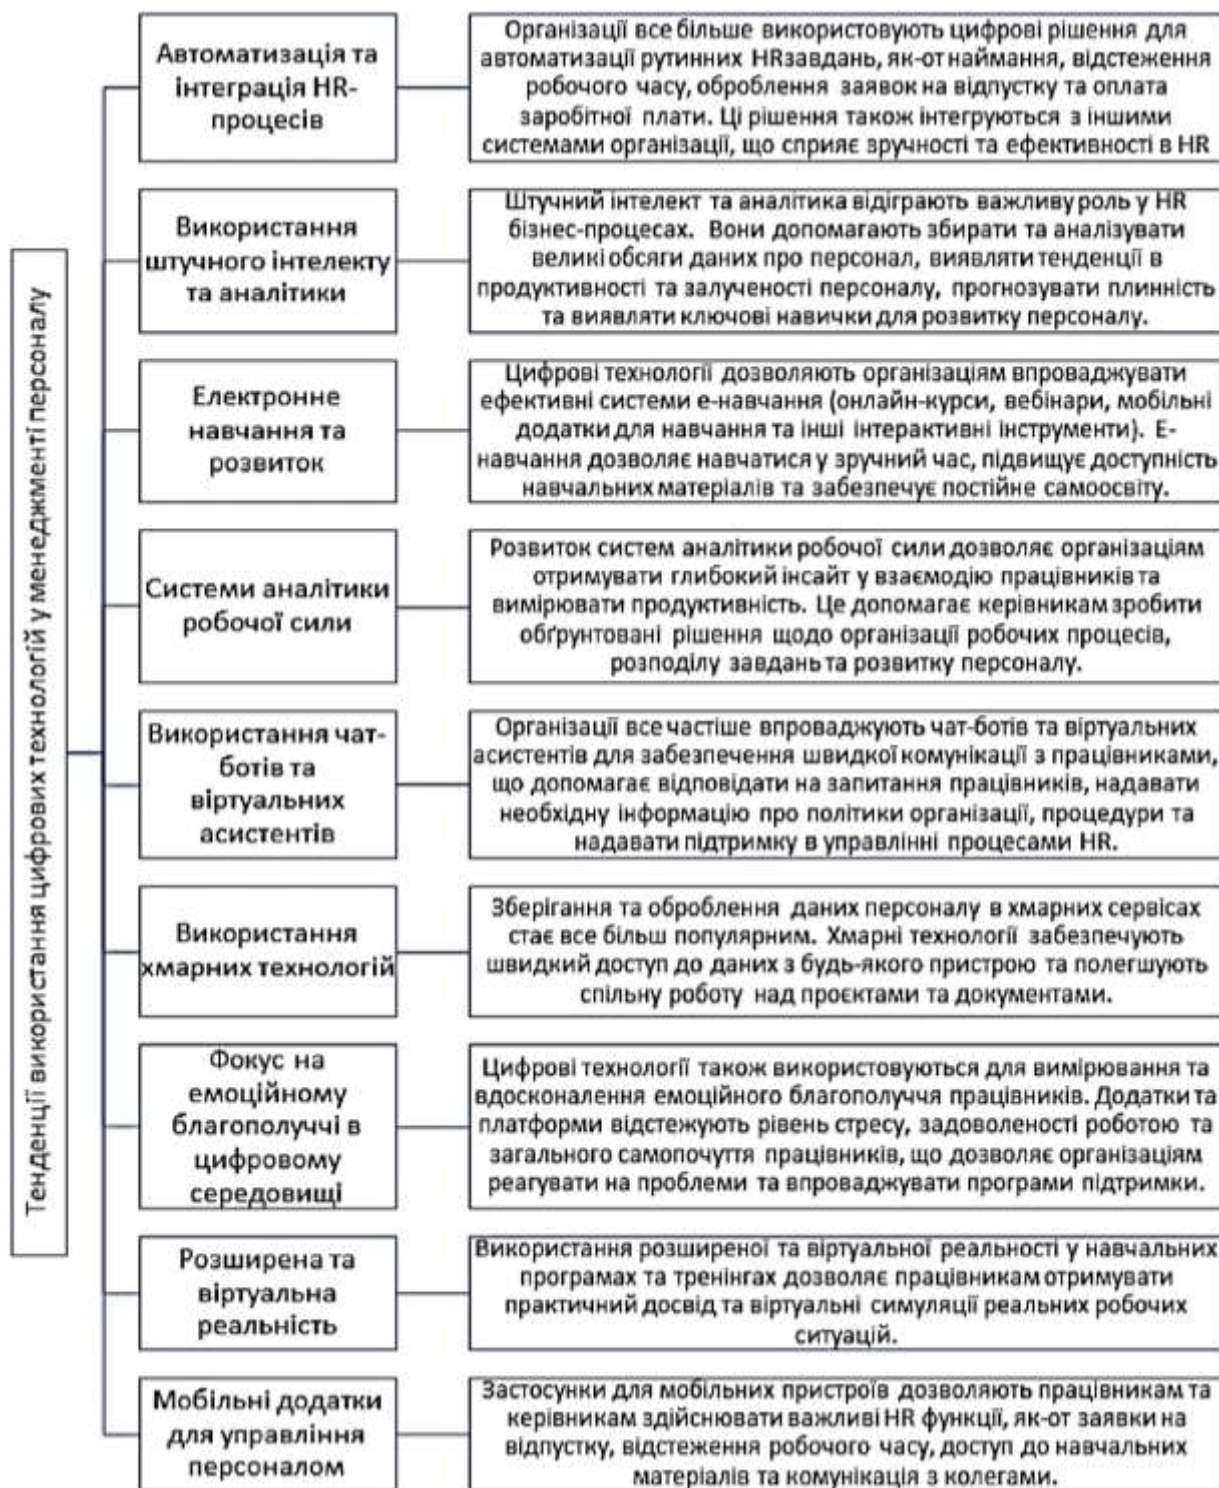 Тенденції використання цифрових технологій у менеджменті персоналу
Автоматизація та
інтеграція HR-
процесів
Організації все більше використовують цифрові рішення для
автоматизації рутинних HRзавдань, як-от наймання, відстеження
робочого часу, оброблення заявок на відпустку та оплата
заробітної плати. Ці рішення також інтегруються з іншими
системами організації, що сприяє зручності та ефективності в HR
Використання
штучного інтелекту
та аналітики
Штучний інтелект та аналітика відіграють важливу роль у HR
бізнес-процесах. Вони допомагають збирати та аналізувати
великі обсяги даних про персонал, виявляти тенденції в
продуктивності та залученості персоналу, прогнозувати плинність
та виявляти ключові навички для розвитку персоналу.
Електронне
навчання та
розвиток
Цифрові технології дозволяють організаціям впроваджувати
ефективні системи е-навчання (онлайн-курси, вебінари, мобільні
додатки для навчання та інші інтерактивні інструменти). Е-
навчання дозволяє навчатися у зручний час, підвищує доступність
навчальних матеріалів та забезпечує постійне самоосвіту.
Системи аналітики
робочої сили
Розвиток систем аналітики робочої сили дозволяє організаціям
отримувати глибокий інсайт у взаємодію працівників та
вимірювати продуктивність. Це допомагає керівникам зробити
обґрунтовані рішення щодо організації робочих процесів,
розподілу завдань та розвитку персоналу.
Використання чат-
ботів та
віртуальних
асистентів
Організації все частіше впроваджують чат-ботів та віртуальних
асистентів для забезпечення швидкої комунікації з працівниками,
що допомагає відповідати на запитання працівників, надавати
необхідну інформацію про політики організації, процедури та
надавати підтримку в управлінні процесами HR.
Використання
хмарних технологій
Зберігання та оброблення даних персоналу в хмарних сервісах
стає все більш популярним. Хмарні технології забезпечують
швидкий доступ до даних з будь-якого пристрою та полегшують
спільну роботу над проєктами та документами.
Фокус на
емоційному
благополуччі в
цифровому
середовищі
Цифрові технології також використовуються для вимірювання та
вдосконалення емоційного благополуччя працівників. Додатки та
платформи відстежують рівень стресу, задоволеності роботою та
загального самопочуття працівників, що дозволяє організаціям
реагувати на проблеми та впроваджувати програми підтримки.
Розширена та
віртуальна
реальність
Використання розширеної та віртуальної реальності у навчальних
програмах та тренінгах дозволяє працівникам отримувати
практичний досвід та віртуальні симуляції реальних робочих
ситуацій.
Мобільні додатки
для управління
персоналом
Застосунки для мобільних пристроїв дозволяють працівникам та
керівникам здійснювати важливі HR функції, як-от заявки на
відпустку, відстеження робочого часу, доступ до навчальних
матеріалів та комунікація з колегами.